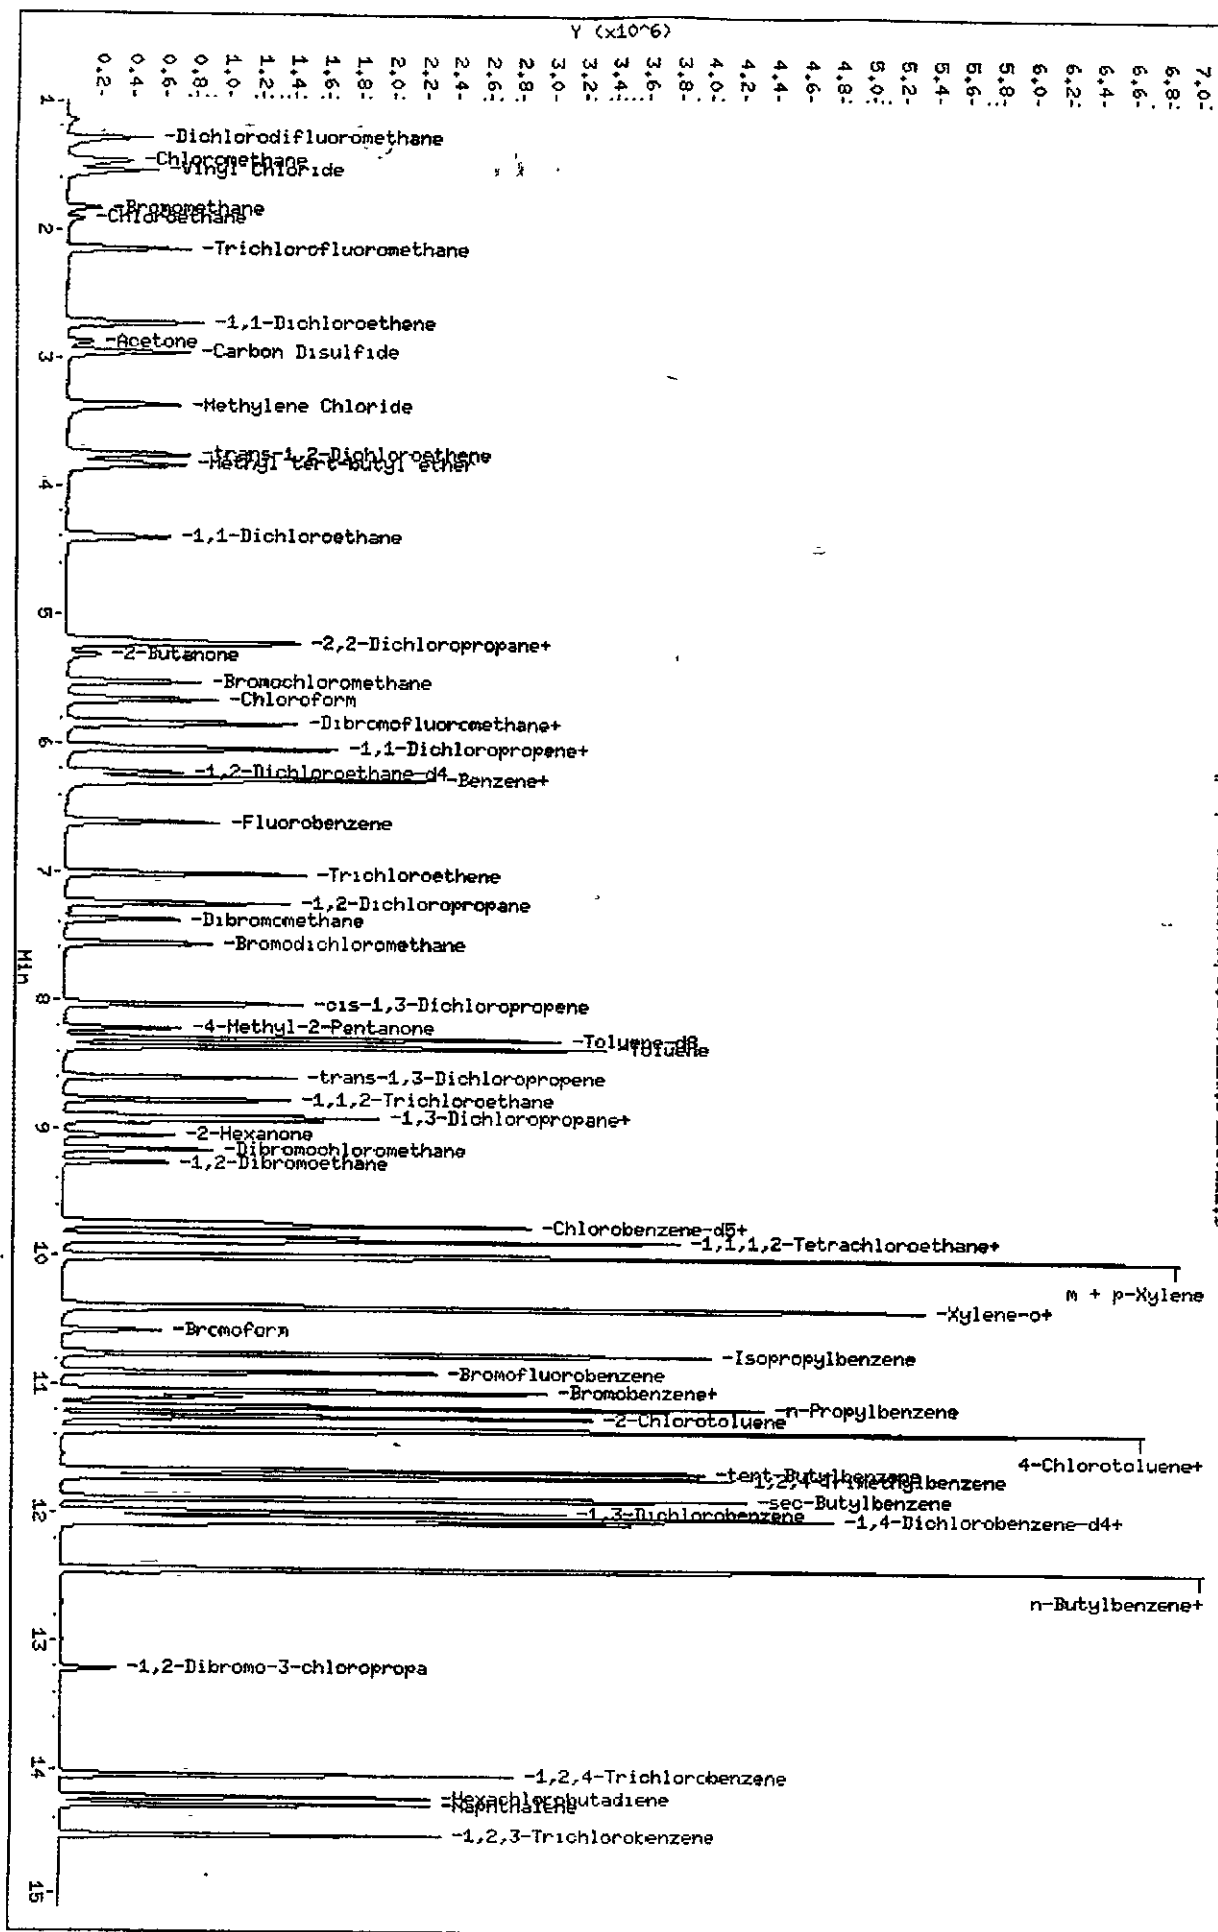 Y (x10^6)
0.2-
0.4-
0.6-
0.8-
1.0-
1.2-
1.4-
1.6-
1.8-
2.0-
2.2-
2.4-
2.6-
2.8-
3.0-
3.2-
3.4-
3.6-
3.8-
4.0-
4.2-
4.4-
4.6-
4.8-
5.0-
5.2-
5.4-
5.6-
5.8-
6.0-
6.2-
6.4-
6.6-
6.8-
7.0-
1
-Dichlorodifluoromethane
-Chloromethane
-Vinyl Chloride
-Bromomethane
-Chloroethane
2
-Trichlorofluoromethane
-1,1-Dichloroethene
-Acetone
-Carbon Disulfide
3
-Methylene Chloride
-trans-1,2-Dichloroethene
-Methyl tert-butyl ether
4
-1,1-Dichloroethane
5
-2,2-Dichloropropane+
-2-Butanone
-Bromochloromethane
-Chloroform
-Dibromofluoromethane+
6
-1,1-Dichloropropene+
-1,2-Dichloroethane-d4
-Benzene+
-Fluorobenzene
7
-Trichloroethene
-1,2-Dichloropropane
-Dibromomethane
-Bromodichloromethane
Min
8
-cis-1,3-Dichloropropene
-4-Methyl-2-Pentanone
-Toluene-d8
-Toluene
-trans-1,3-Dichloropropene
-1,1,2-Trichloroethane
-1,3-Dichloropropane+
9
-2-Hexanone
-Dibromochloromethane
-1,2-Dibromoethane
-Chlorobenzene-d5+
-1,1,1,2-Tetrachloroethane+
10
m + p-Xylene
-Xylene-o+
-Bromoform
-Isopropylbenzene
-Bromofluorobenzene
11
-Bromobenzene+
-n-Propylbenzene
-2-Chlorotoluene
4-Chlorotoluene+
-tert-Butylbenzene
-1,2,4-Trimethylbenzene
-sec-Butylbenzene
12
-1,3-Dichlorobenzene
-1,4-Dichlorobenzene-d4+
n-Butylbenzene+
13
-1,2-Dibromo-3-chloropropa
14
-1,2,4-Trichlorobenzene
-Hexachlorobutadiene
-Naphthalene
-1,2,3-Trichlorobenzene
15